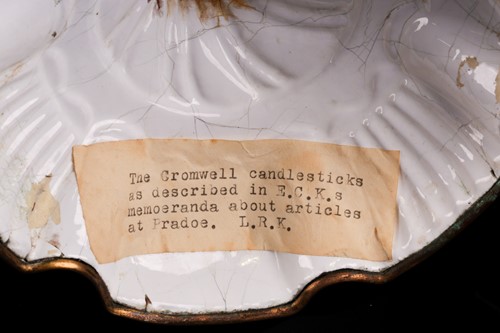 The Cromwell candlesticks
as described in E.C.K.s
memoeranda about articles
at Pradoe. L.R.K.